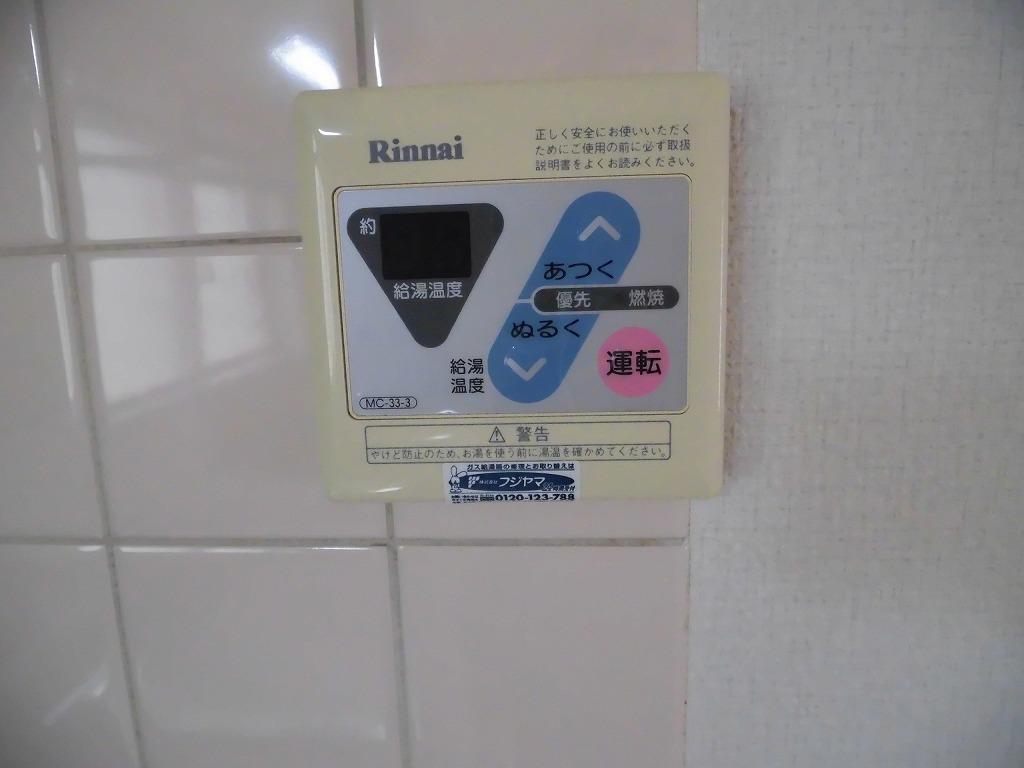 Rinnai
正しく安全にお使いいただく
ためにご使用の前に必ず取扱
説明書をよくお読みください。
約
給湯温度
あつく
優先 燃焼
ぬるく
運転
給湯
温度
MC-33-3
警告
やけど防止のため、お湯を使う前に湯温を確かめてください。
ガス給湯器の修理とお取り替えは
株式会社 フジヤマ
0120-123-788